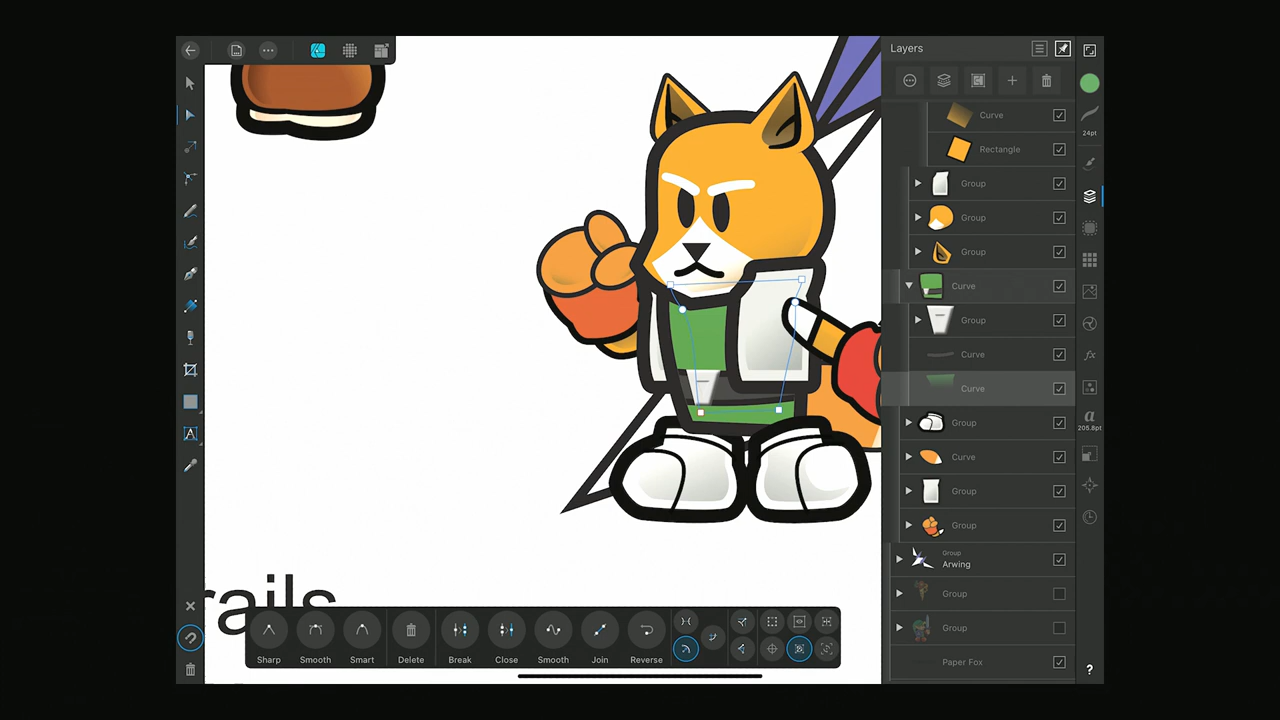 Layers
24pt
Curve
Rectangle
Group
Group
Group
Curve
Group
Curve
Curve
a
205.8pt
Group
Curve
Group
Group
Group
Arwing
Group
Group
Paper Fox
fx
A
?
rails
Sharp Smooth Smart Delete Break Close Smooth Join Reverse